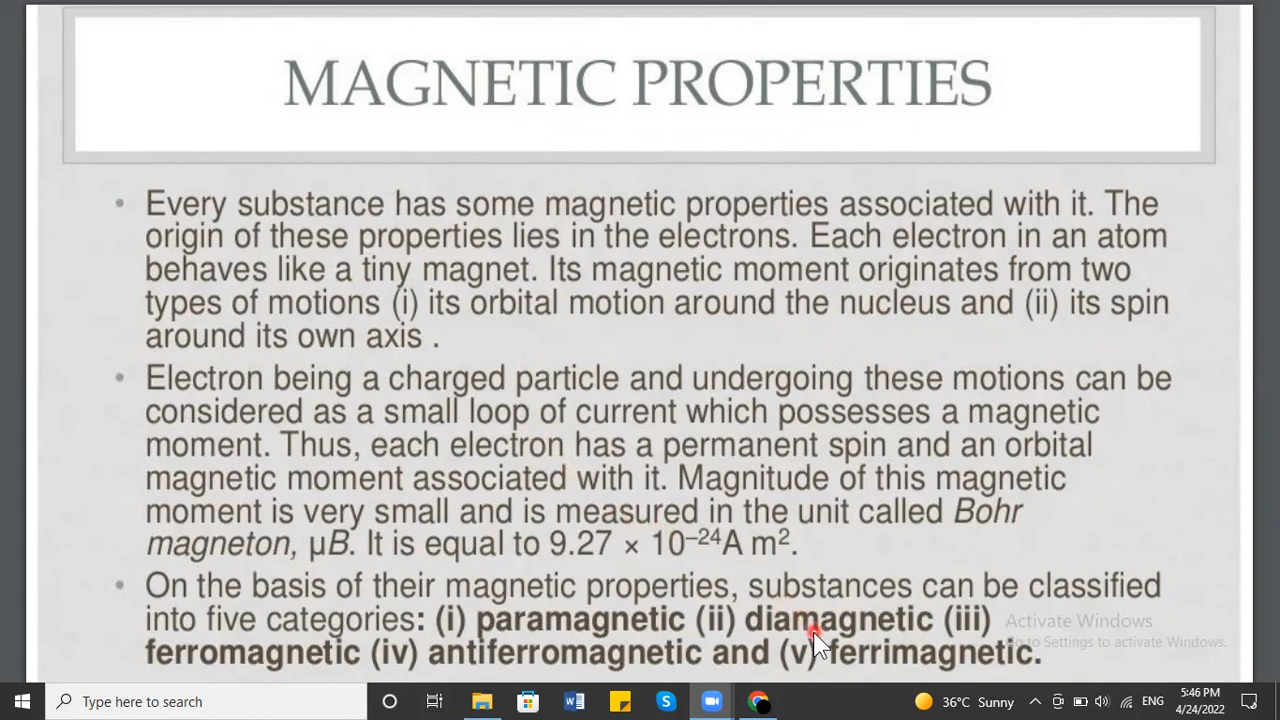 MAGNETIC PROPERTIES
• Every substance has some magnetic properties associated with it. The
origin of these properties lies in the electrons. Each electron in an atom
behaves like a tiny magnet. Its magnetic moment originates from two
types of motions (i) its orbital motion around the nucleus and (ii) its spin
around its own axis .
• Electron being a charged particle and undergoing these motions can be
considered as a small loop of current which possesses a magnetic
moment. Thus, each electron has a permanent spin and an orbital
magnetic moment associated with it. Magnitude of this magnetic
moment is very small and is measured in the unit called Bohr
magneton, μB. It is equal to 9.27 × 10⁻²⁴A m².
• On the basis of their magnetic properties, substances can be classified
into five categories: (i) paramagnetic (ii) diamagnetic (iii)
ferromagnetic (iv) antiferromagnetic and (v) ferrimagnetic.
Activate Windows
Go to Settings to activate Windows.
Type here to search
36°C Sunny
ENG
5:46 PM
4/24/2022